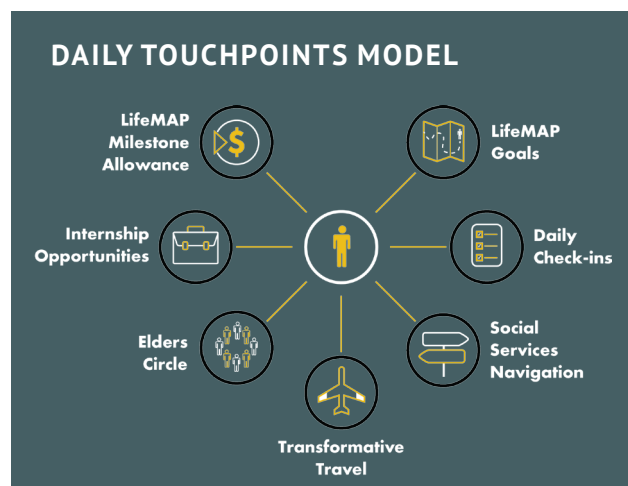 DAILY TOUCHPOINTS MODEL
LifeMAP
Milestone
Allowance
$
LifeMAP
Goals
Internship
Opportunities
Daily
Check-ins
Elders
Circle
Social
Services
Navigation
Transformative
Travel